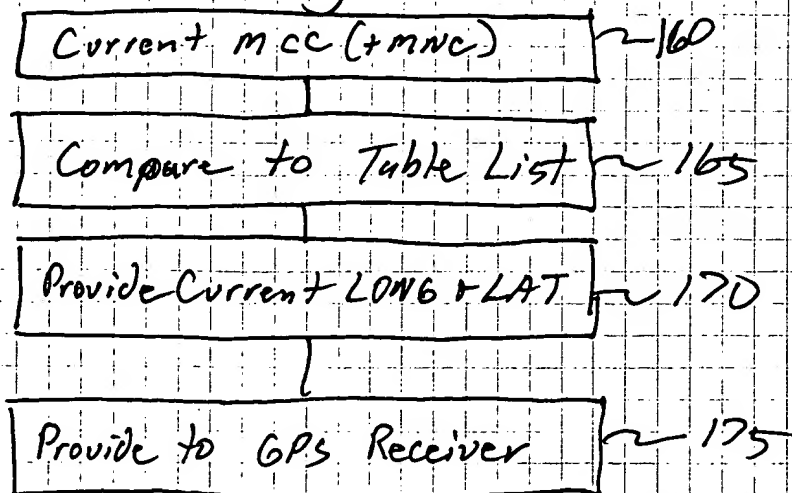 Current mcc (+mNC) 160
Compare to Table List 165
Provide Current LONG + LAT 170
Provide to GPS Receiver 175